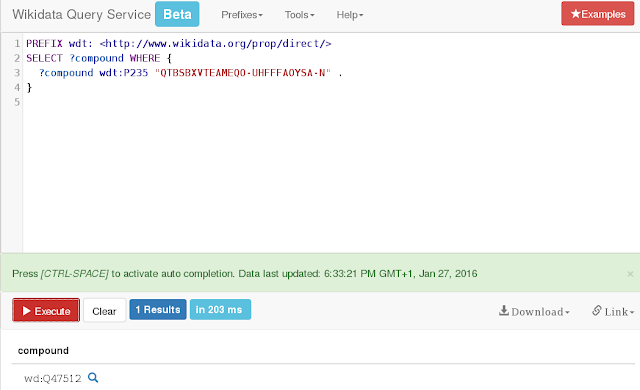 Wikidata Query Service Beta Prefixes Tools Help Examples
1 PREFIX wdt: <http://www.wikidata.org/prop/direct/>
2 SELECT ?compound WHERE {
3 ?compound wdt:P235 "QTBSBXVTEAMEQO-UHFFFAOYSA-N" .
4 }
5
Press [CTRL-SPACE] to activate auto completion. Data last updated: 6:33:21 PM GMT+1, Jan 27, 2016 ×
Execute Clear 1 Results in 203 ms Download Link
compound
wd:Q47512